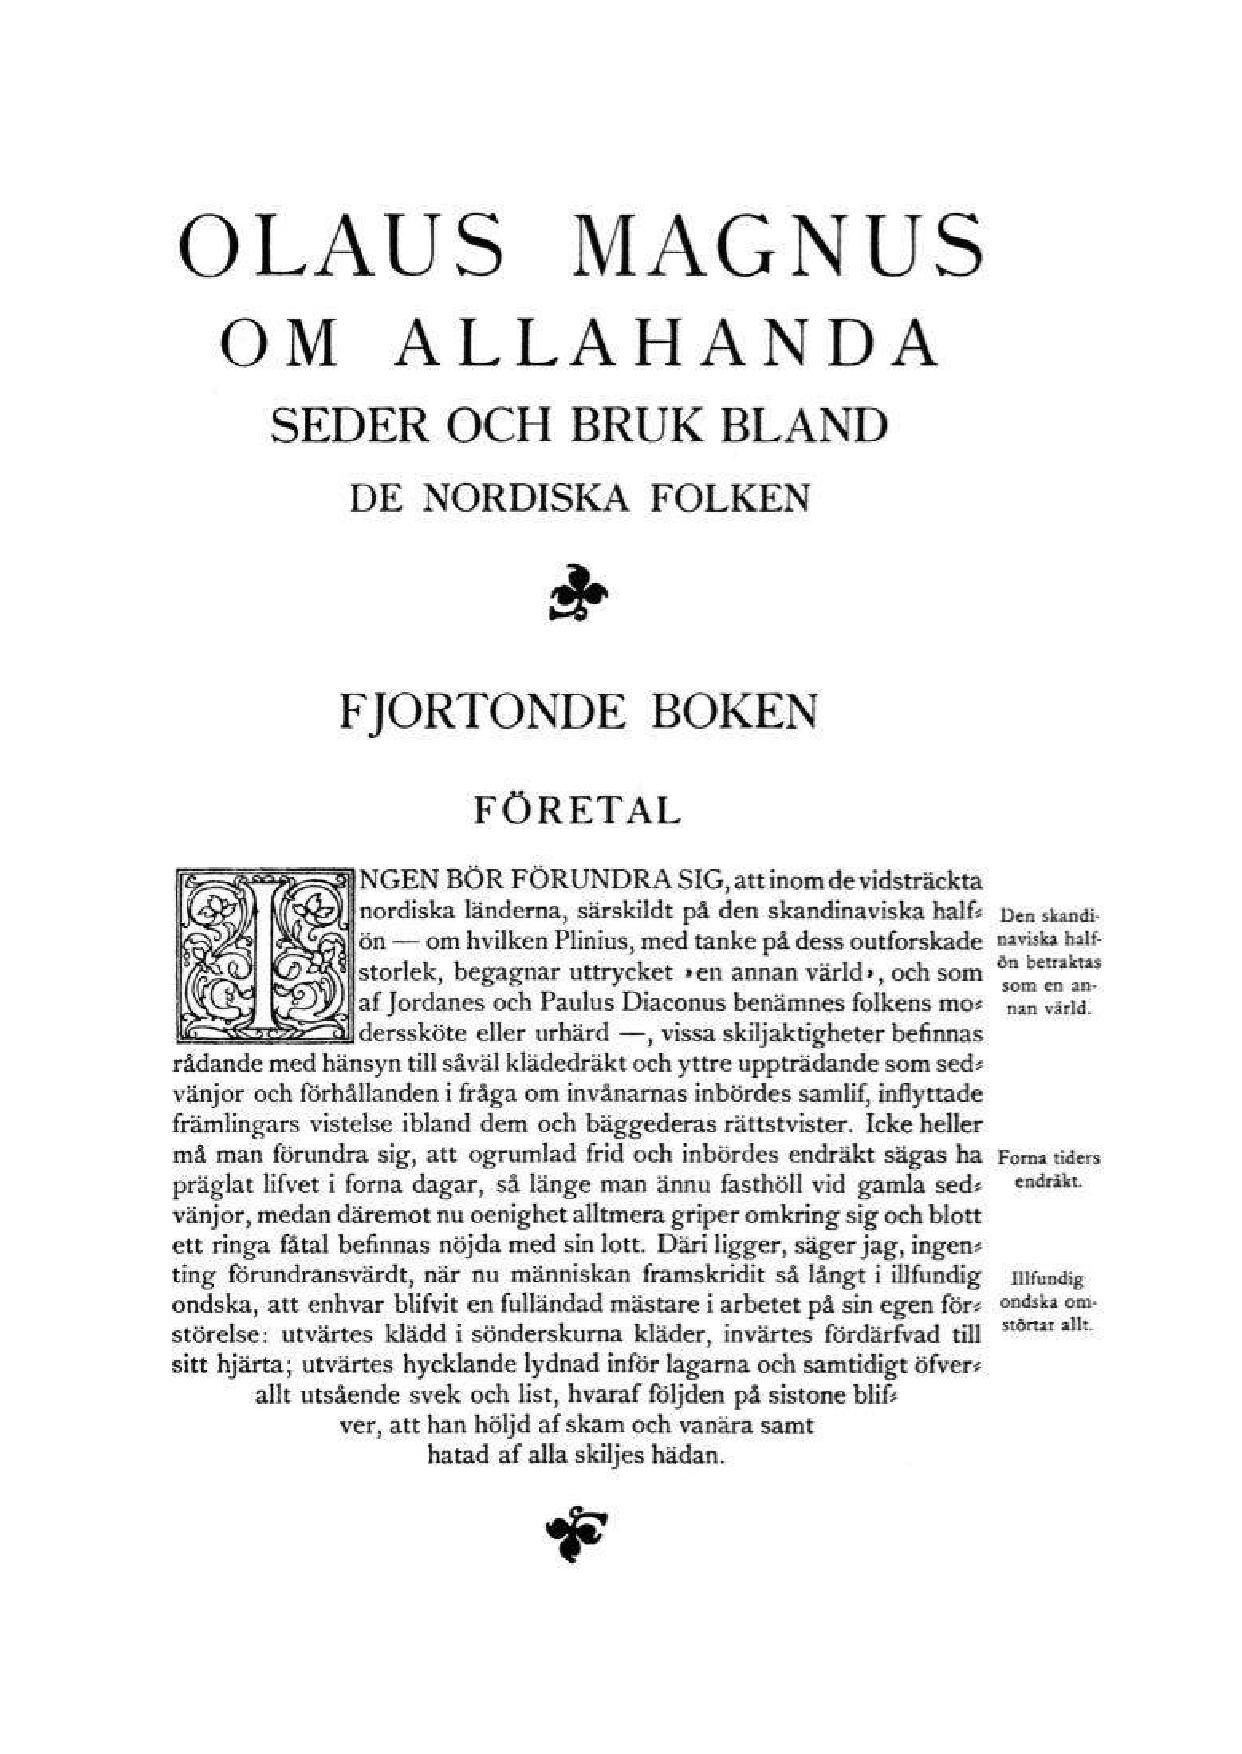 OLAUS MAGNUS
OM ALLAHANDA
SEDER OCH BRUK BLAND
DE NORDISKA FOLKEN
FJORTONDE BOKEN
FÖRETAL
INGEN BÖR FÖRUNDRA SIG, att inom de vidsträckta
nordiska länderna, särskildt på den skandinaviska half-
ön — om hvilken Plinius, med tanke på dess outforskade
storlek, begagnar uttrycket »en annan värld», och som
af Jordanes och Paulus Diaconus benämnes folkens mo-
derssköte eller urhärd —, vissa skiljaktigheter befinnas
rådande med hänsyn till såväl klädedräkt och yttre uppträdande som sed-
vänjor och förhållanden i fråga om invånarnas inbördes samlif, inflyttade
främlingars vistelse ibland dem och bäggederas rättstvister. Icke heller
må man förundra sig, att ogrumlad frid och inbördes endräkt sägas ha
präglat lifvet i forna dagar, så länge man ännu fasthöll vid gamla sed-
vänjor, medan däremot nu oenighet alltmera griper omkring sig och blott
ett ringa fåtal befinnas nöjda med sin lott. Däri ligger, säger jag, ingen-
ting förundransvärdt, när nu människan framskridit så långt i illfundig
ondska, att enhvar blifvit en fulländad mästare i arbetet på sin egen för-
störelse: utvärtes klädd i sönderskurna kläder, invärtes fördärfvad till
sitt hjärta; utvärtes hycklande lydnad inför lagarna och samtidigt öfver-
allt utsående svek och list, hvaraf följden på sistone blif-
ver, att han höljd af skam och vanära samt
hatad af alla skiljes hädan.
Den skandi-
naviska half-
ön betraktas
som en an-
nan värld.
Forna tiders
endräkt.
Illfundig
ondska om-
störtar allt.